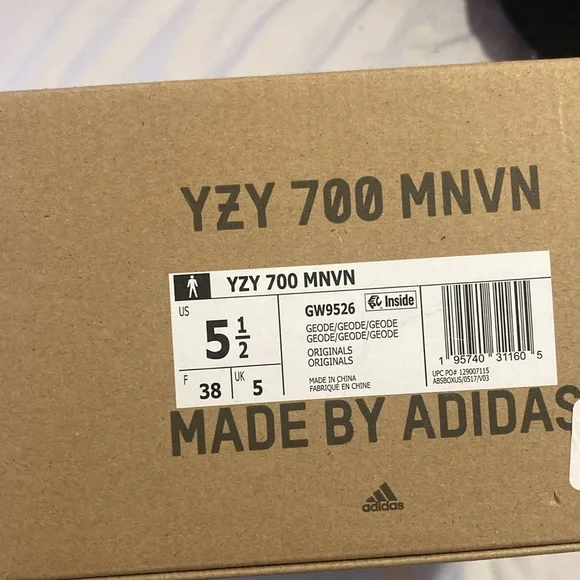 YZY 700 MNVN
YZY 700 MNVN
US
5 1/2
F
38
UK
5
GW9526
Inside
GEODE/GEODE/GEODE
GEODE/GEODE/GEODE
ORIGINALS
ORIGINALS
MADE IN CHINA
FABRIQUÉ EN CHINE
1 95740 31160 5
UPC PO# 129007115
ABSBOXUS/0517/V03
MADE BY ADIDAS
adidas